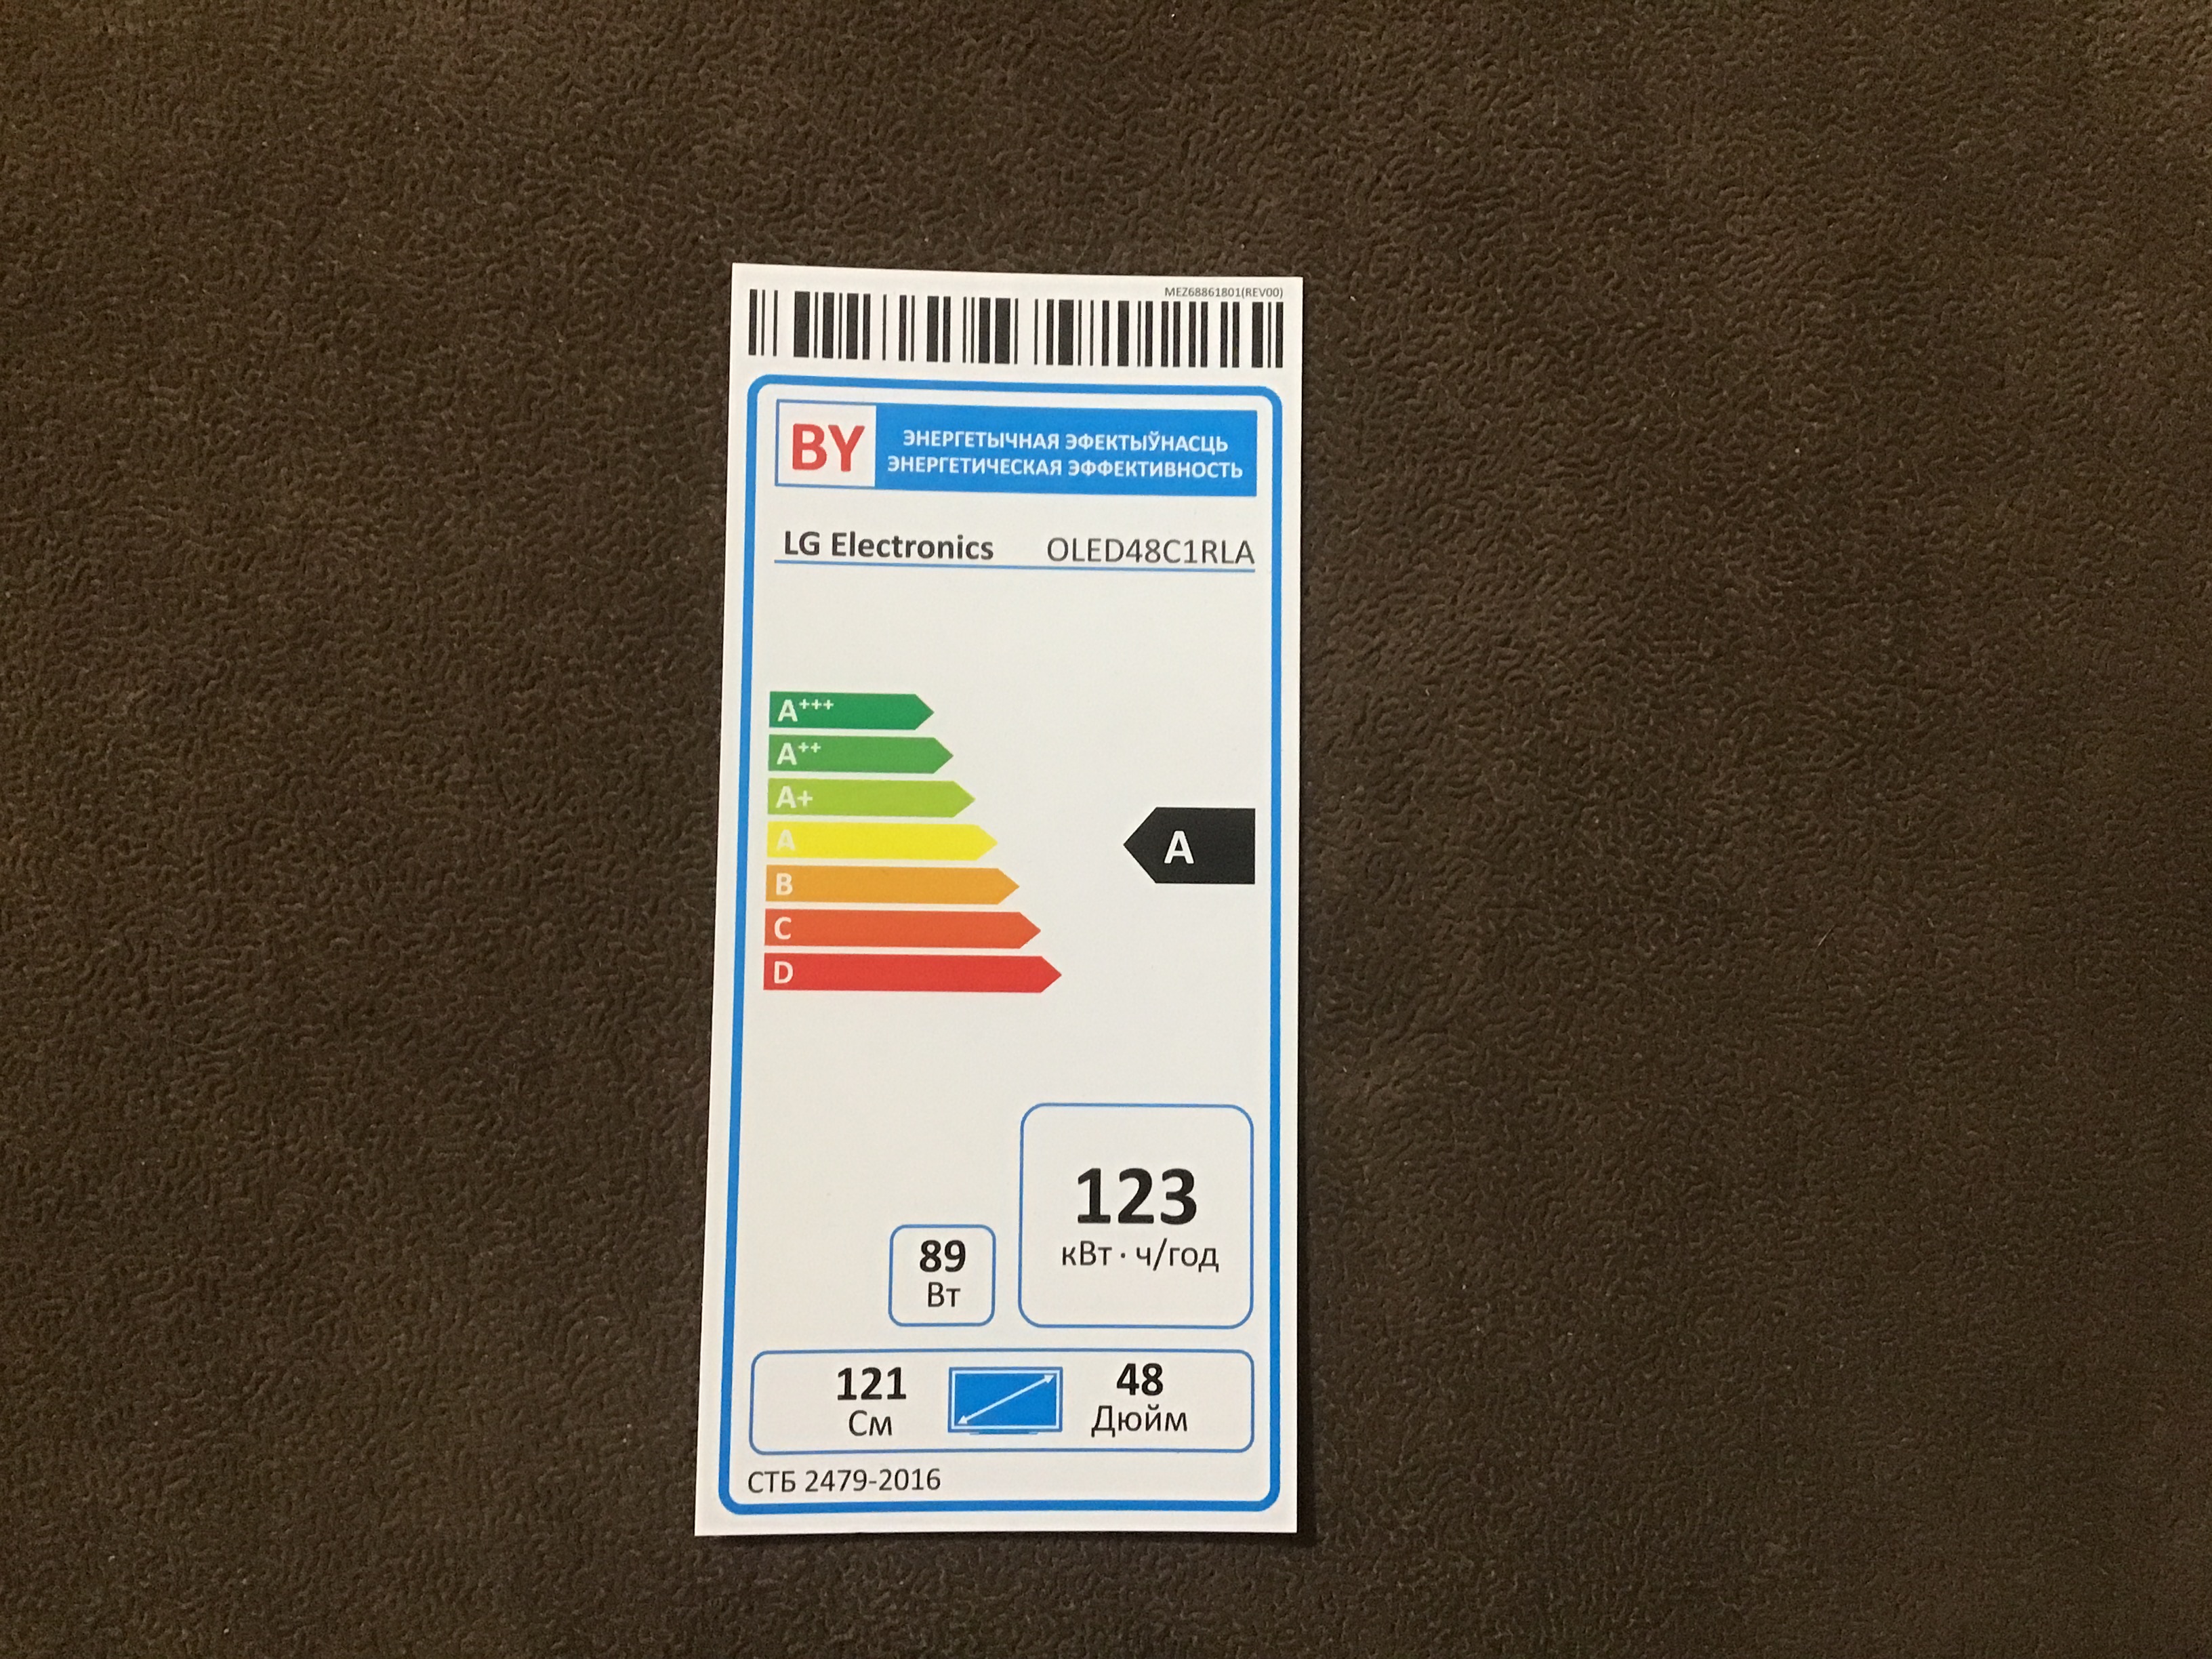 MEZ68861801(REV00)
BY
ЭНЕРГЕТЫЧНАЯ ЭФЕКТЫЎНАСЦЬ
ЭНЕРГЕТИЧЕСКАЯ ЭФФЕКТИВНОСТЬ
LG Electronics OLED48C1RLA
A+++
A++
A+
A
B
C
D
A
123
кВт · ч/год
89
Вт
121
См
48
Дюйм
СТБ 2479-2016